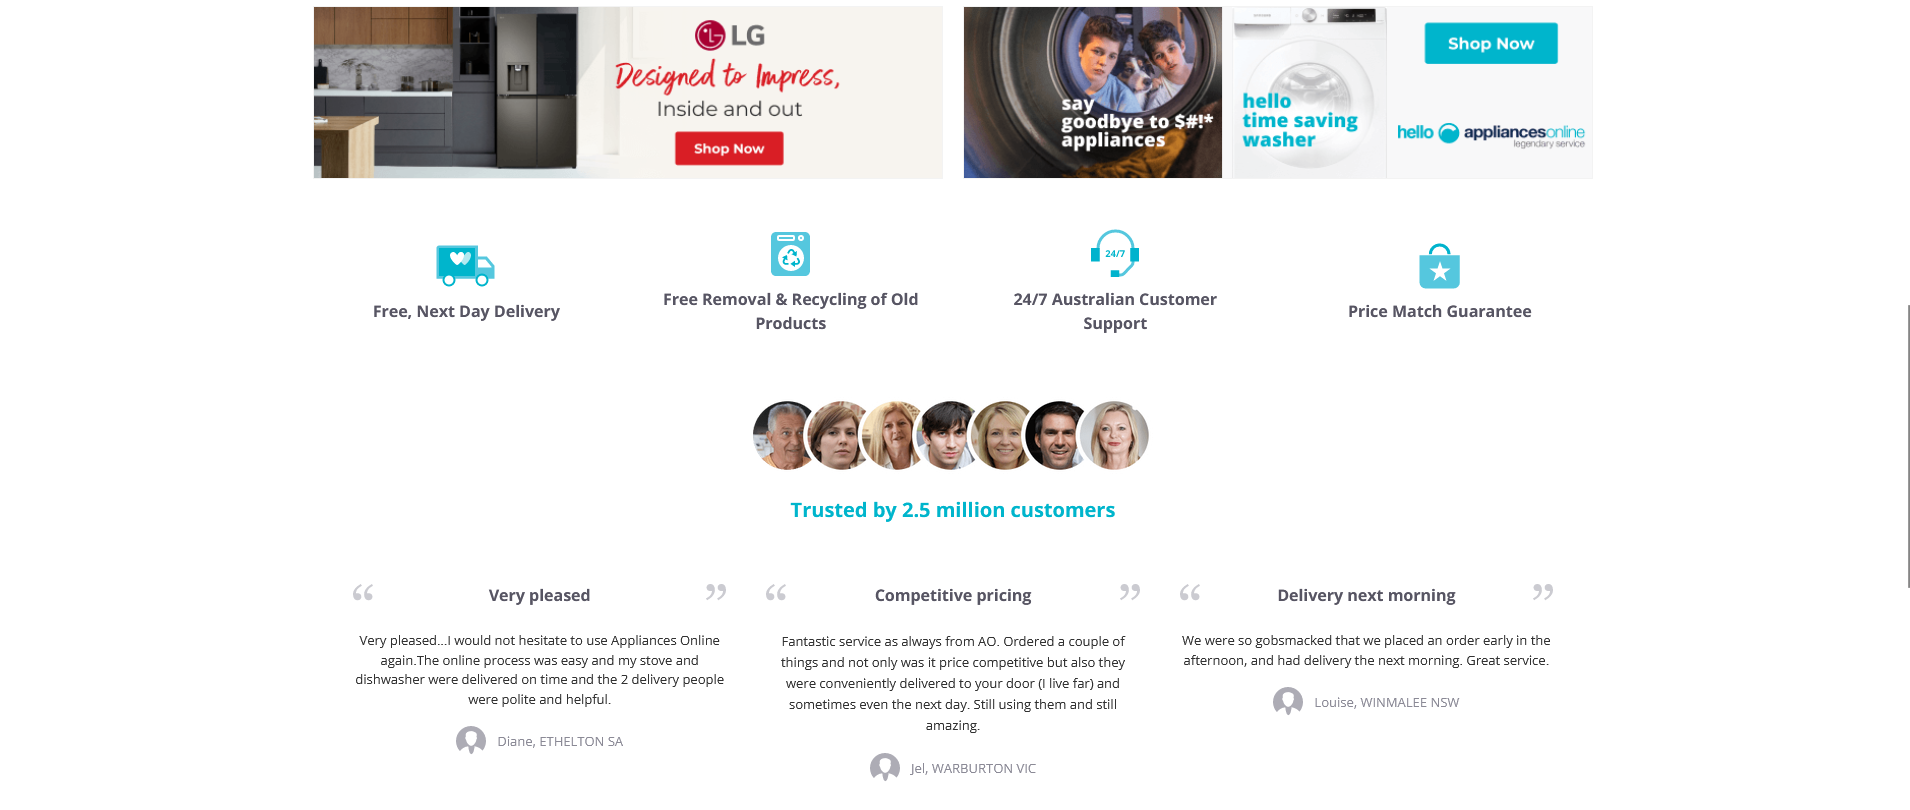 LG
Designed to Impress,
Inside and out
Shop Now
say
goodbye to $#!*
appliances
hello
time saving
washer
Shop Now
hello appliancesonline
legendary service
Free, Next Day Delivery
Free Removal & Recycling of Old
Products
24/7
24/7 Australian Customer
Support
Price Match Guarantee
Trusted by 2.5 million customers
“ Very pleased ”
Very pleased...I would not hesitate to use Appliances Online
again.The online process was easy and my stove and
dishwasher were delivered on time and the 2 delivery people
were polite and helpful.
Diane, ETHELTON SA
“ Competitive pricing ”
Fantastic service as always from AO. Ordered a couple of
things and not only was it price competitive but also they
were conveniently delivered to your door (I live far) and
sometimes even the next day. Still using them and still
amazing.
Jel, WARBURTON VIC
“ Delivery next morning ”
We were so gobsmacked that we placed an order early in the
afternoon, and had delivery the next morning. Great service.
Louise, WINMALEE NSW